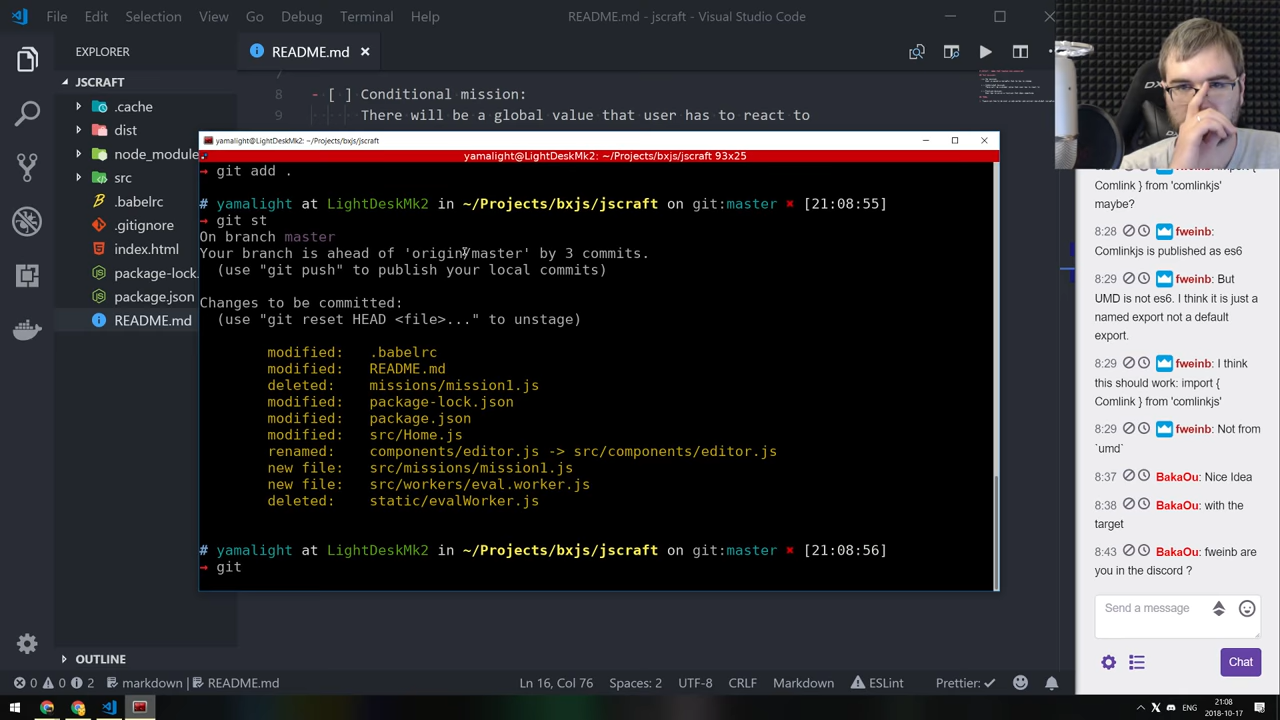 File Edit Selection View Go Debug Terminal Help
README.md - jscraft - Visual Studio Code
EXPLORER
README.md
JSCRAFT
.cache
dist
node_module
src
.babelrc
.gitignore
index.html
package-lock.
package.json
README.md
OUTLINE
8 [ ] Conditional mission:
9 There will be a global value that user has to react to
yamalight@LightDeskMk2: ~/Projects/bxjs/jscraft
yamalight@LightDeskMk2: ~/Projects/bxjs/jscraft 93x25
→ git add .
# yamalight at LightDeskMk2 in ~/Projects/bxjs/jscraft on git:master ✖ [21:08:55]
→ git st
On branch master
Your branch is ahead of 'origin/master' by 3 commits.
(use "git push" to publish your local commits)
Changes to be committed:
(use "git reset HEAD <file>..." to unstage)
modified: .babelrc
modified: README.md
deleted: missions/mission1.js
modified: package-lock.json
modified: package.json
modified: src/Home.js
renamed: components/editor.js -> src/components/editor.js
new file: src/missions/mission1.js
new file: src/workers/eval.worker.js
deleted: static/evalWorker.js
# yamalight at LightDeskMk2 in ~/Projects/bxjs/jscraft on git:master ✖ [21:08:56]
→ git
DX
Comlink } from 'comlinkjs'
maybe?
8:28 fweinb:
Comlinkjs is published as es6
8:29 fweinb: But
UMD is not es6. I think it is just a
named export not a default
export.
8:29 fweinb: I think
this should work: import {
Comlink } from 'comlinkjs'
8:29 fweinb: Not from
`umd`
8:37 BakaOu: Nice Idea
8:38 BakaOu: with the
target
8:43 BakaOu: fweinb are
you in the discord ?
Send a message
Chat
0 0 2 markdown README.md
Ln 16, Col 76 Spaces: 2 UTF-8 CRLF Markdown ESLint Prettier: ✓
ENG
21:08
2018-10-17